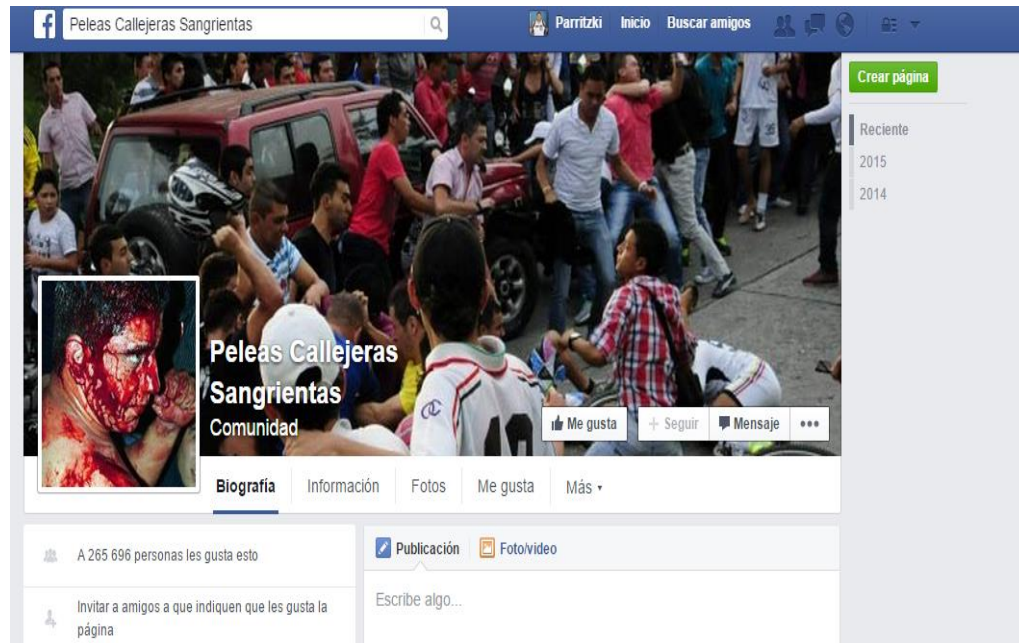 f
Peleas Callejeras Sangrientas
Parritzki Inicio Buscar amigos
Crear página
Reciente
2015
2014
Peleas Callejeras
Sangrientas
Comunidad
Me gusta
+ Seguir
Mensaje
Biografía Información Fotos Me gusta Más
A 265 696 personas les gusta esto
Invitar a amigos a que indiquen que les gusta la
página
Publicación Foto/video
Escribe algo...